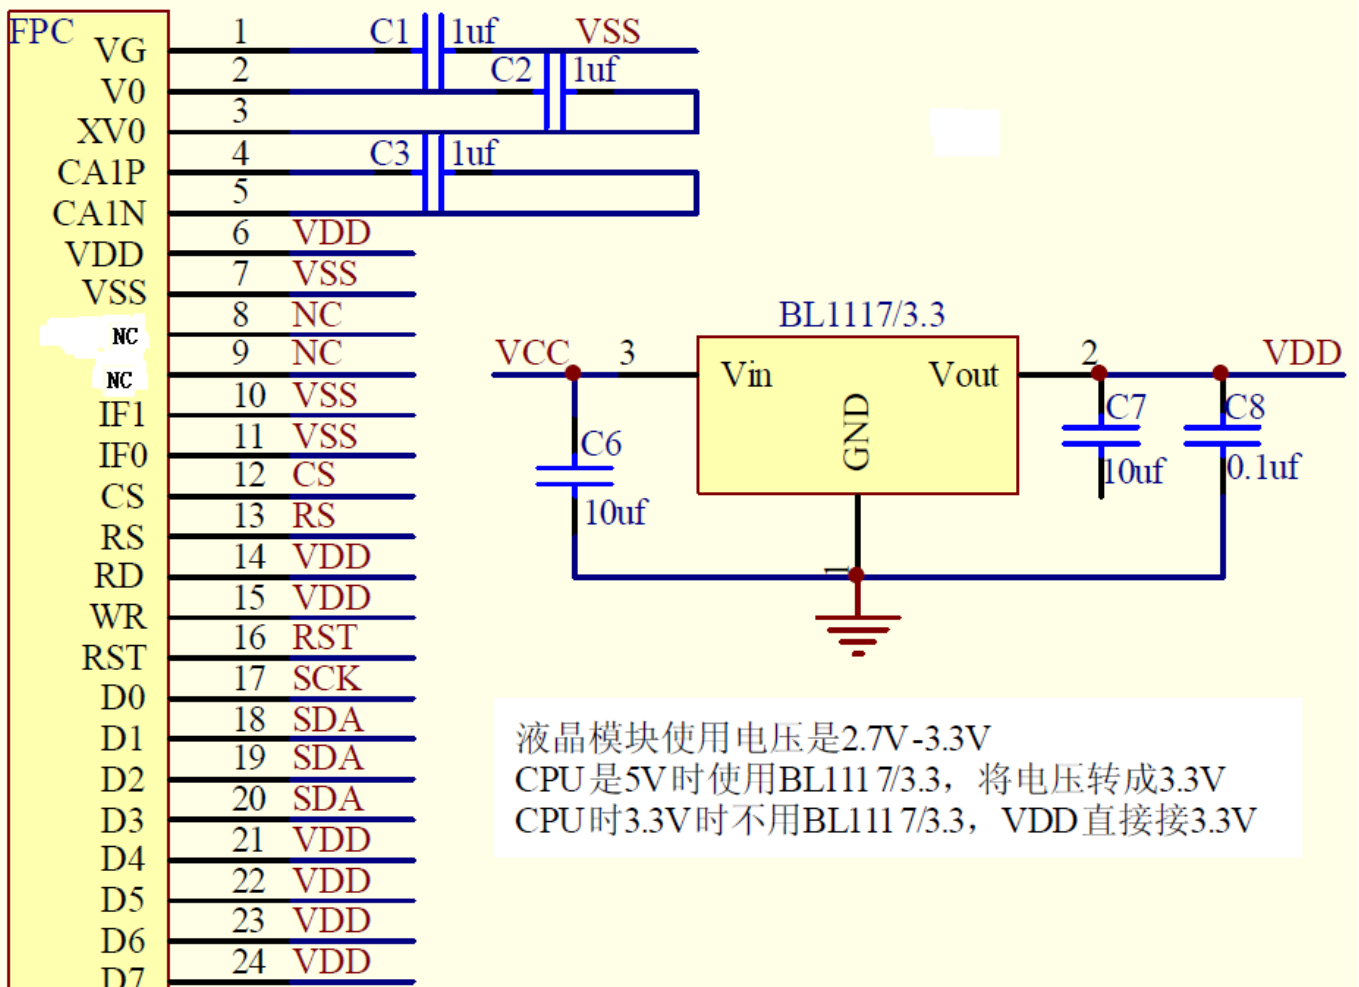 FPC
VG 1 C1 1uf VSS
V0 2 C2 1uf
XV0 3
CA1P 4 C3 1uf
CA1N 5
VDD 6 VDD
VSS 7 VSS
NC 8 NC
NC 9 NC
IF1 10 VSS
IF0 11 VSS
CS 12 CS
RS 13 RS
RD 14 VDD
WR 15 VDD
RST 16 RST
D0 17 SCK
D1 18 SDA
D2 19 SDA
D3 20 SDA
D4 21 VDD
D5 22 VDD
D6 23 VDD
D7 24 VDD
BL1117/3.3
VCC 3 Vin Vout 2 VDD
GND
1
C6
10uf
C7
10uf
C8
0.1uf
液晶模块使用电压是2.7V-3.3V
CPU是5V时使用BL1117/3.3，将电压转成3.3V
CPU时3.3V时不用BL1117/3.3，VDD直接接3.3V